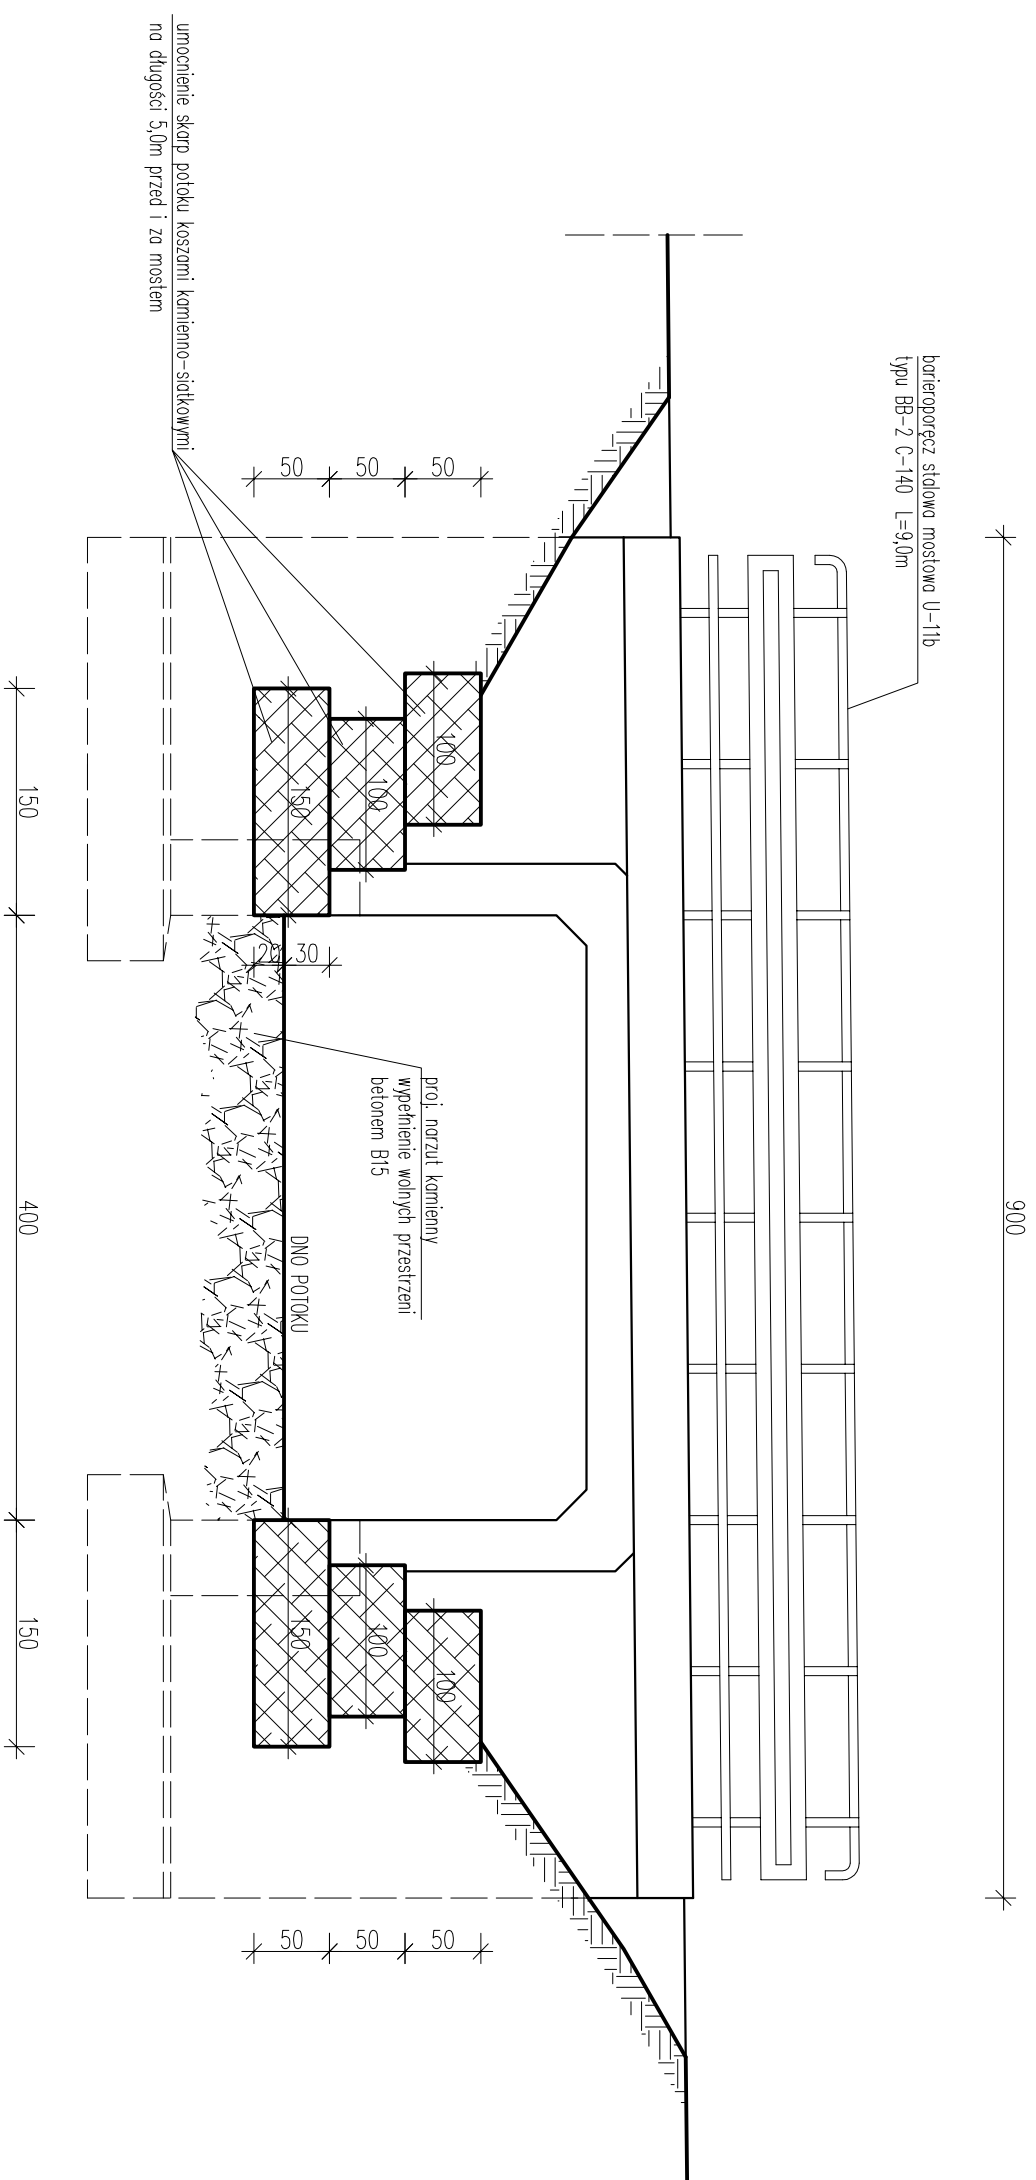 900
barieroporęcz stalowa mostowa U-11b
typu BB-2 C-140 L=9,0m
50
50
50
50
50
50
100
100
150
100
100
150
20
30
proj. narzut kamienny
wypełnienie wolnych przestrzeni
betonem B15
DNO POTOKU
umocnienie skarp potoku koszami kamienno-siatkowymi
na długości 5,0m przed i za mostem
150
400
150